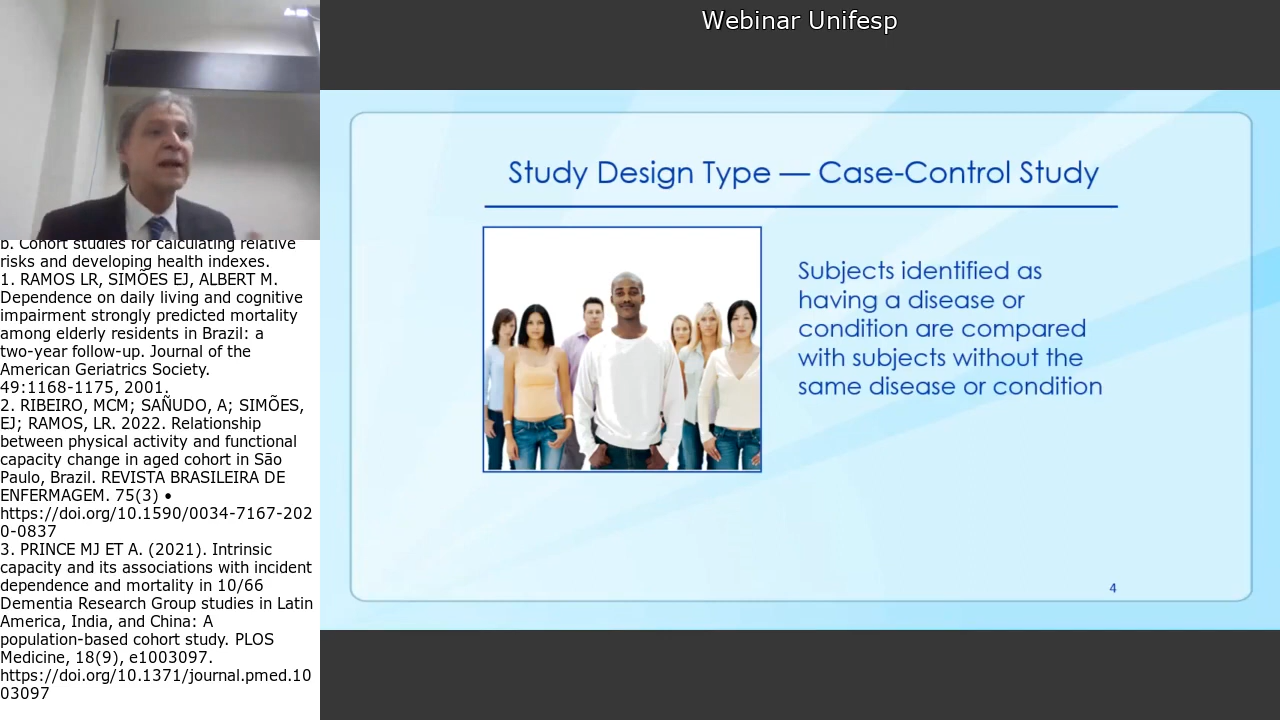 Webinar Unifesp
b. Cohort studies for calculating relative
risks and developing health indexes.
1. RAMOS LR, SIMÕES EJ, ALBERT M.
Dependence on daily living and cognitive
impairment strongly predicted mortality
among elderly residents in Brazil: a
two-year follow-up. Journal of the
American Geriatrics Society.
49:1168-1175, 2001.
2. RIBEIRO, MCM; SAÑUDO, A; SIMÕES,
EJ; RAMOS, LR. 2022. Relationship
between physical activity and functional
capacity change in aged cohort in São
Paulo, Brazil. REVISTA BRASILEIRA DE
ENFERMAGEM. 75(3) •
https://doi.org/10.1590/0034-7167-202
0-0837
3. PRINCE MJ ET A. (2021). Intrinsic
capacity and its associations with incident
dependence and mortality in 10/66
Dementia Research Group studies in Latin
America, India, and China: A
population-based cohort study. PLOS
Medicine, 18(9), e1003097.
https://doi.org/10.1371/journal.pmed.10
03097
Study Design Type — Case-Control Study
Subjects identified as
having a disease or
condition are compared
with subjects without the
same disease or condition
4